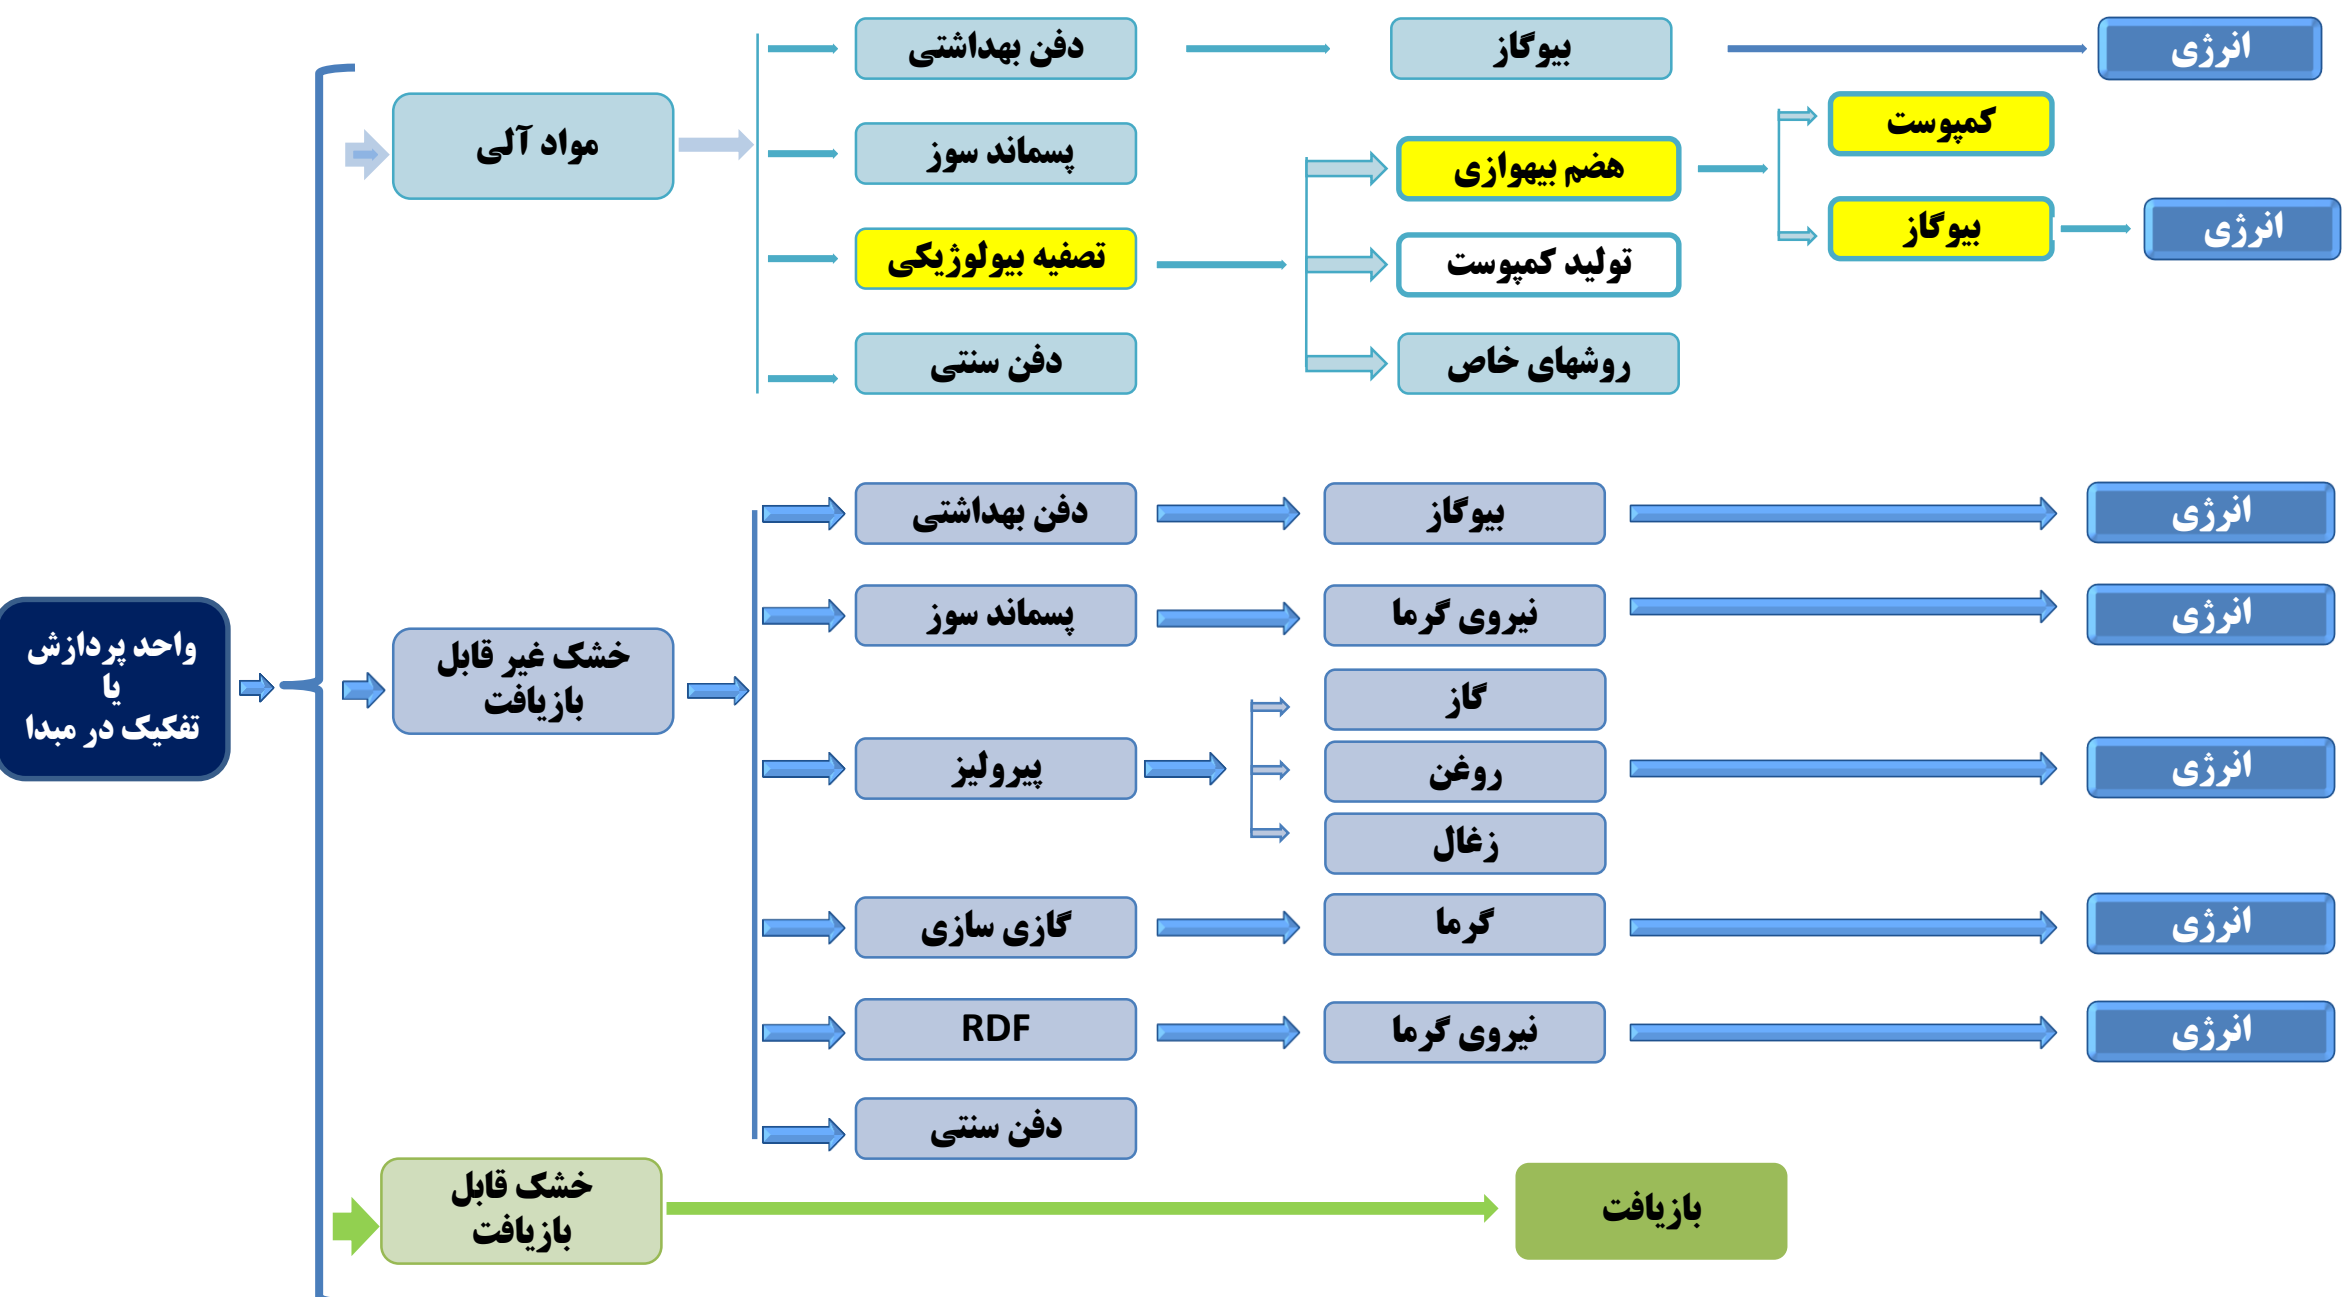 دفن بهداشتی
بیوگاز
انرژی
مواد آلی
پسماند سوز
هضم بیهوازی
کمپوست
بیوگاز
انرژی
تصفیه بیولوژیکی
تولید کمپوست
دفن سنتی
روشهای خاص
واحد پردازش
یا
تفکیک در مبدا
خشک غیر قابل
بازیافت
دفن بهداشتی
بیوگاز
انرژی
پسماند سوز
نیروی گرما
انرژی
پیرولیز
گاز
روغن
زغال
انرژی
گازی سازی
گرما
انرژی
RDF
نیروی گرما
انرژی
دفن سنتی
خشک قابل
بازیافت
بازیافت